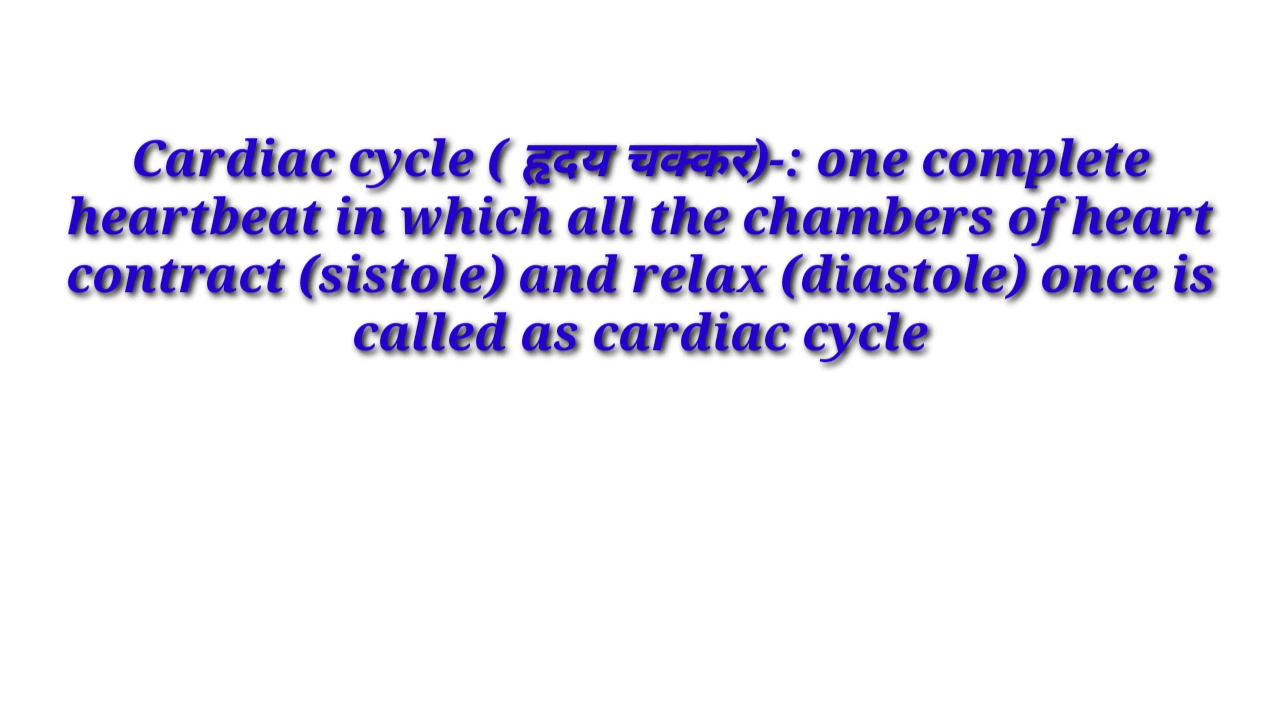 Cardiac cycle ( हृदय चक्कर)-: one complete
heartbeat in which all the chambers of heart
contract (sistole) and relax (diastole) once is
called as cardiac cycle